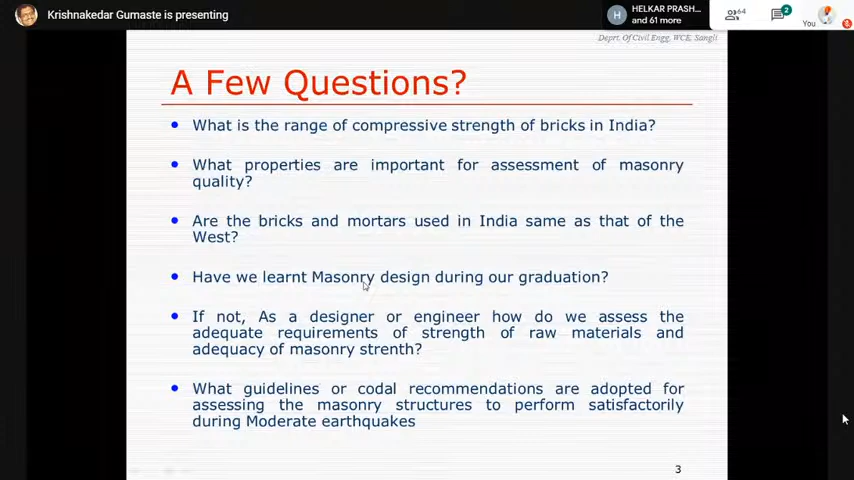 Krishnakedar Gumaste is presenting
H
HELKAR PRASH...
and 61 more
64
2
You
Deprt. Of Civil Engg. WCE, Sangli
A Few Questions?
What is the range of compressive strength of bricks in India?
What properties are important for assessment of masonry
quality?
Are the bricks and mortars used in India same as that of the
West?
Have we learnt Masonry design during our graduation?
If not, As a designer or engineer how do we assess the
adequate requirements of strength of raw materials and
adequacy of masonry strenth?
What guidelines or codal recommendations are adopted for
assessing the masonry structures to perform satisfactorily
during Moderate earthquakes
3